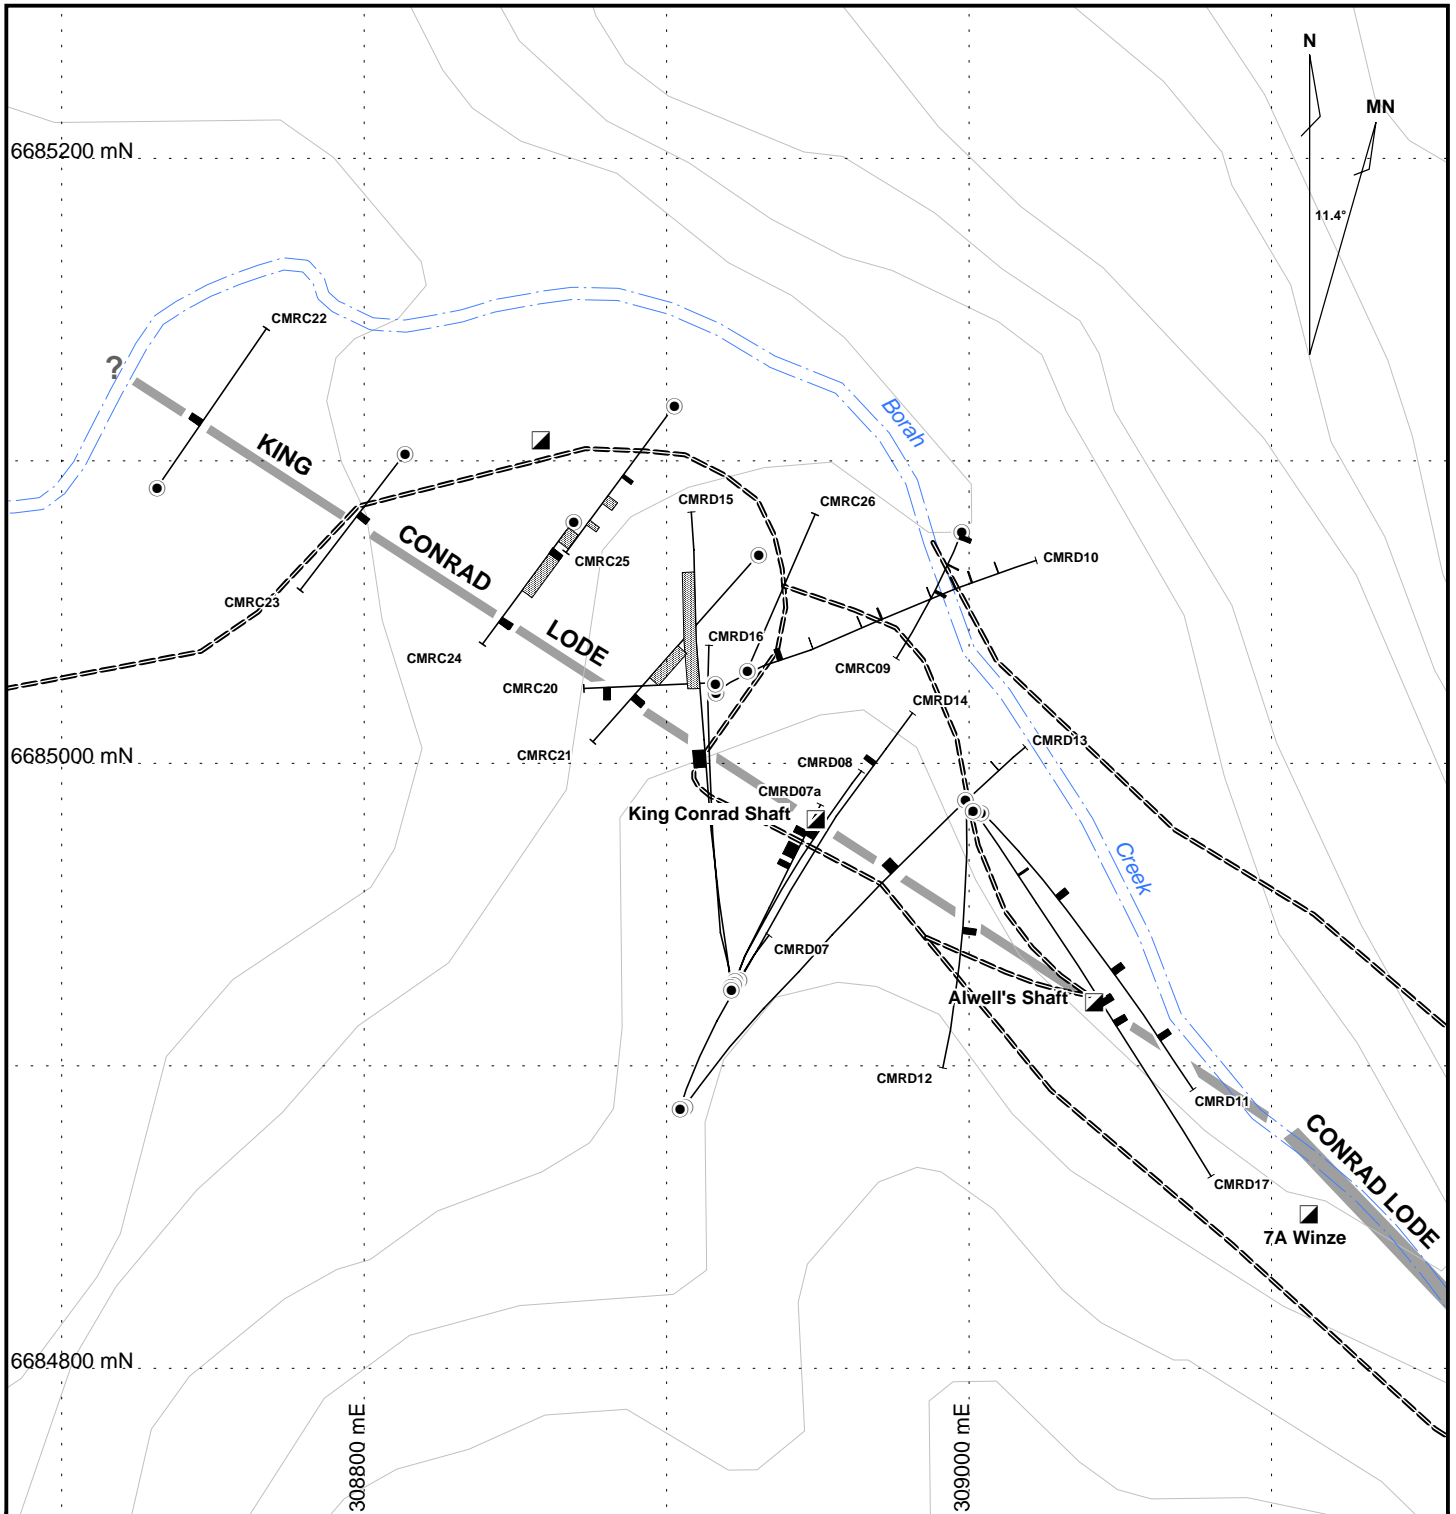 N
MN
6685200 mN
11.4°
CMRC22
?
Borah
KING
CMRD15
CMRC26
CONRAD
CMRC25
CMRD10
CMRC23
LODE
CMRD16
CMRC24
CMRC09
CMRC20
CMRD14
CMRD13
6685000 mN
CMRC21
CMRD08
CMRD07a
King Conrad Shaft
Creek
CMRD07
Alwell's Shaft
CMRD12
CMRD11
CONRAD LODE
CMRD17
7A Winze
6684800 mN
308800 mE
309000 mE